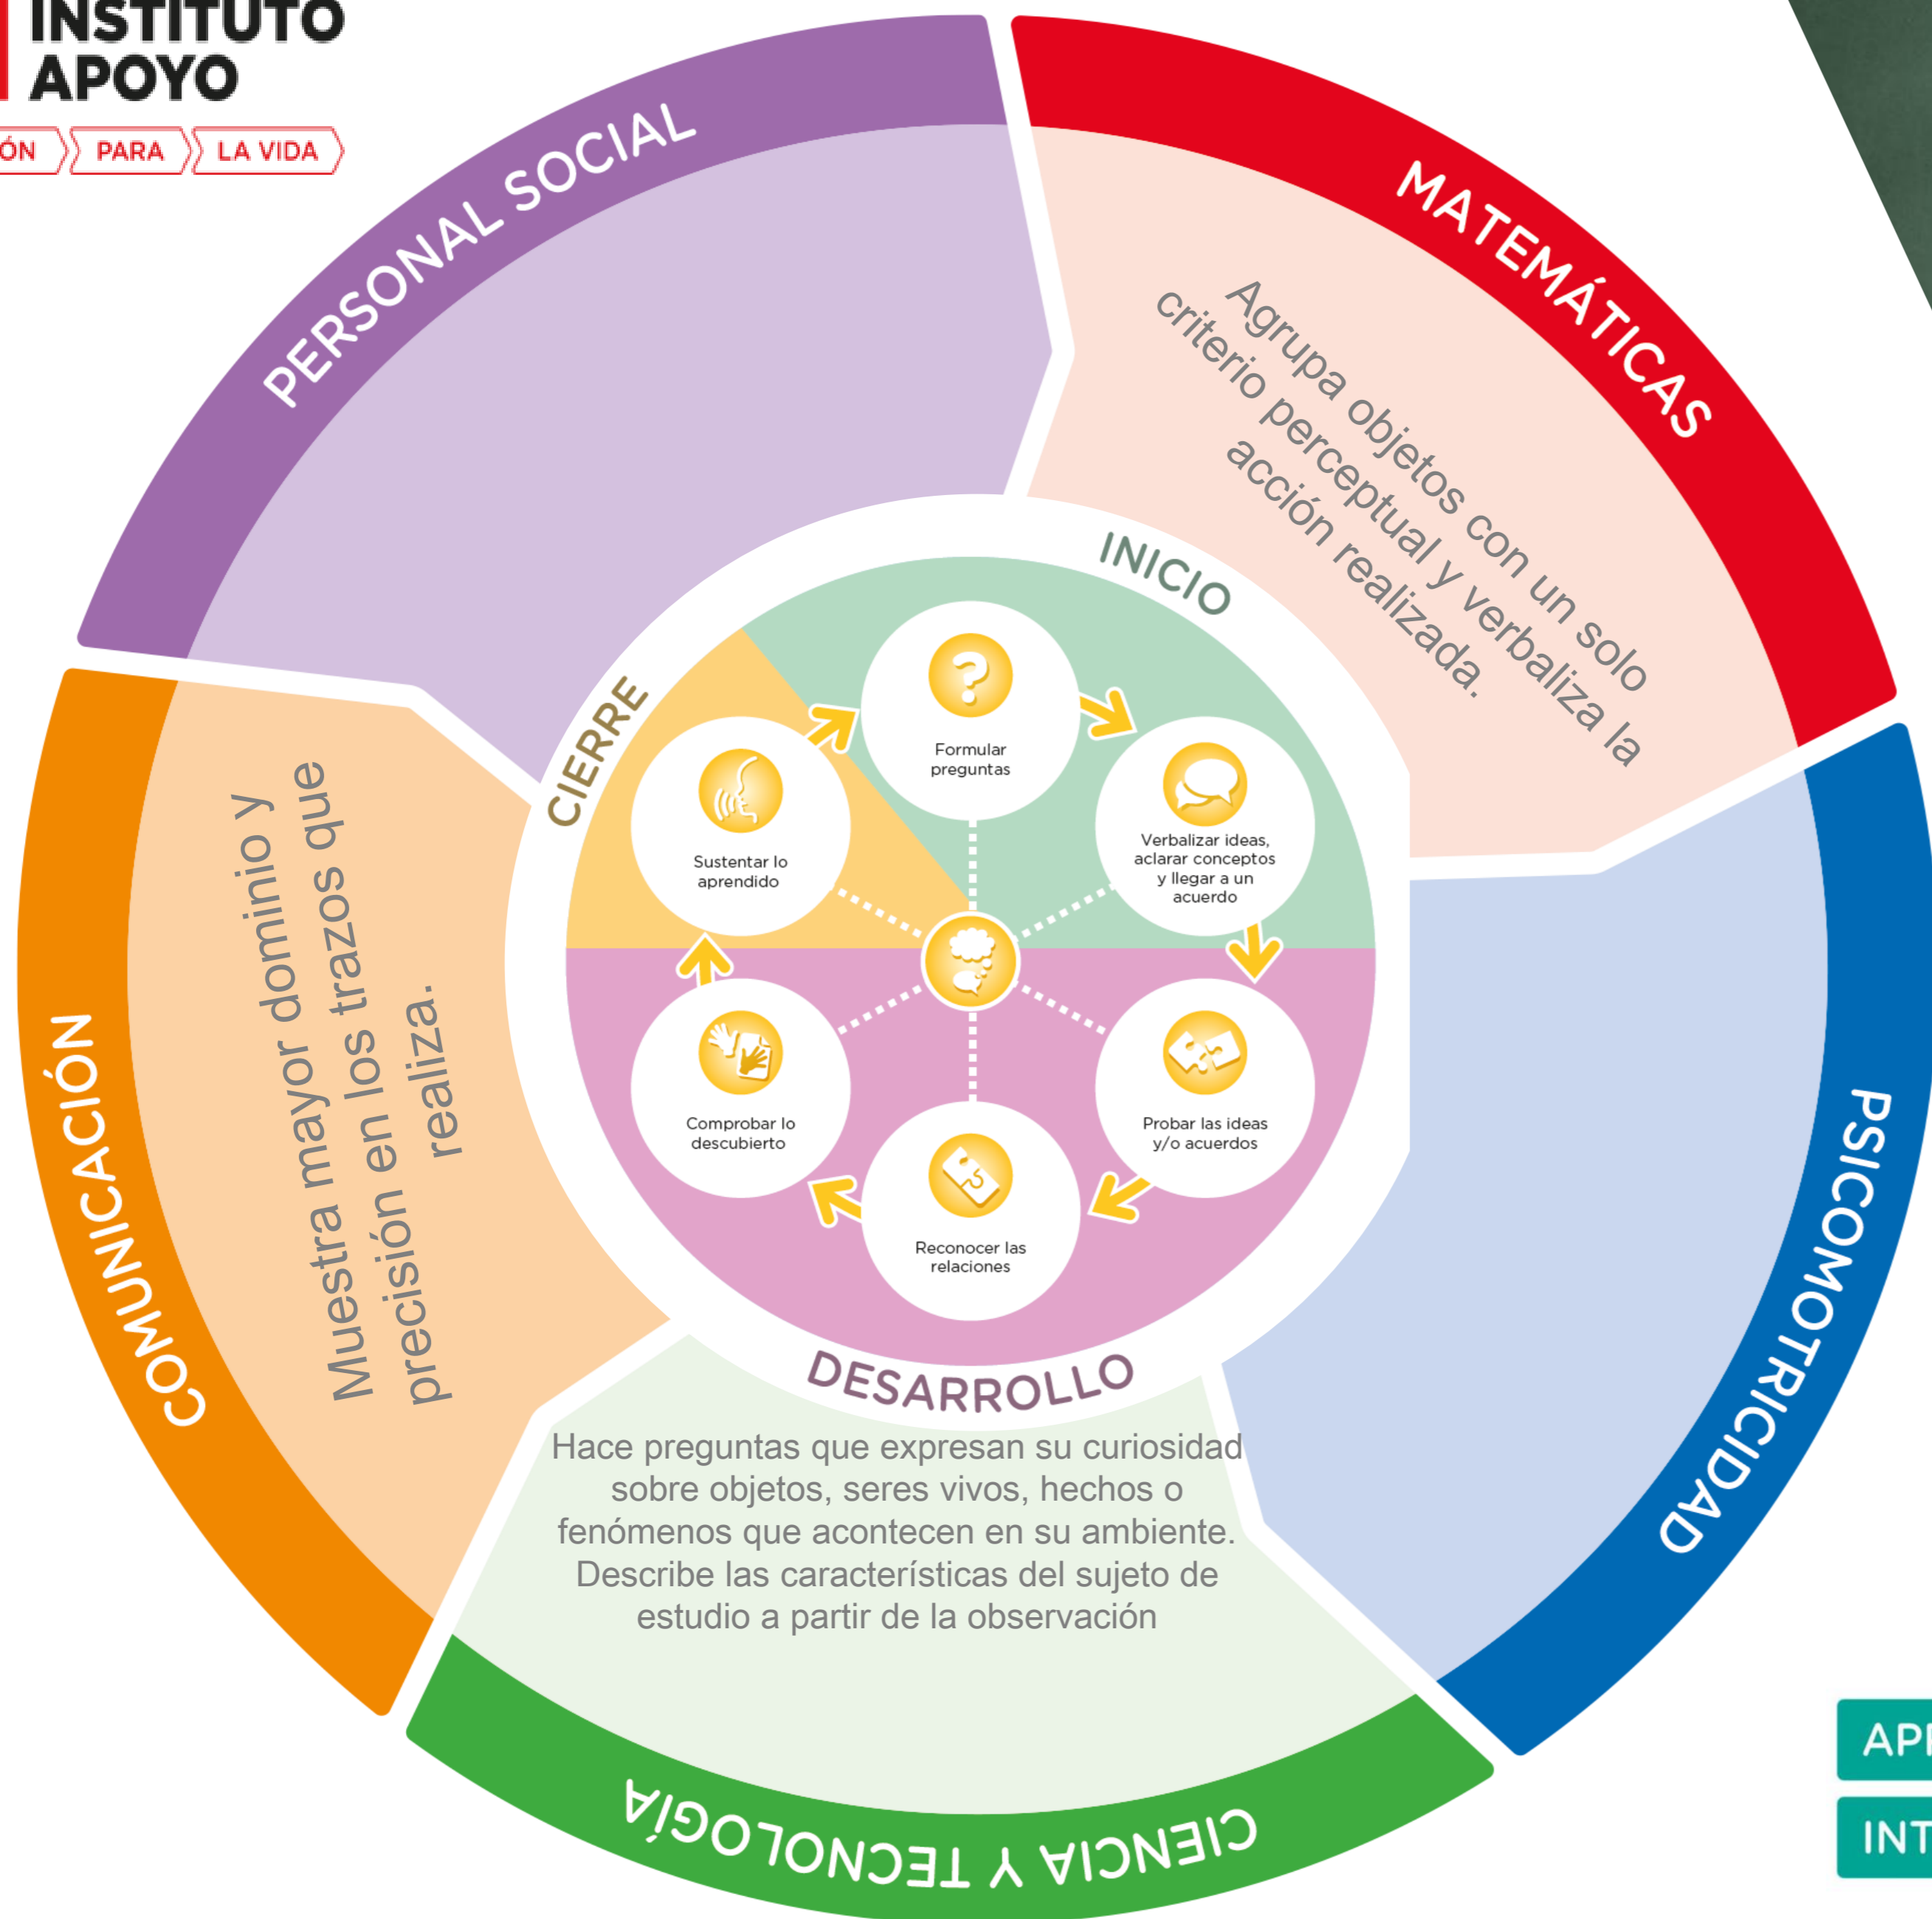 INSTITUTO
APOYO
PARA
LA VIDA
PERSONAL SOCIAL
MATEMÁTICAS
Agrupa objetos con un solo
criterio perceptual y verbaliza la
acción realizada.
INICIO
CIERRE
Formular
preguntas
Verbalizar ideas,
aclarar conceptos
y llegar a un
acuerdo
Sustentar lo
aprendido
Comprobar lo
descubierto
Probar las ideas
y/o acuerdos
Reconocer las
relaciones
DESARROLLO
COMUNICACIÓN
Muestra mayor dominio y
precisión en los trazos que
realiza.
PSICOMOTRICIDAD
Hace preguntas que expresan su curiosidad
sobre objetos, seres vivos, hechos o
fenómenos que acontecen en su ambiente.
Describe las características del sujeto de
estudio a partir de la observación
CIENCIA Y TECNOLOGÍA